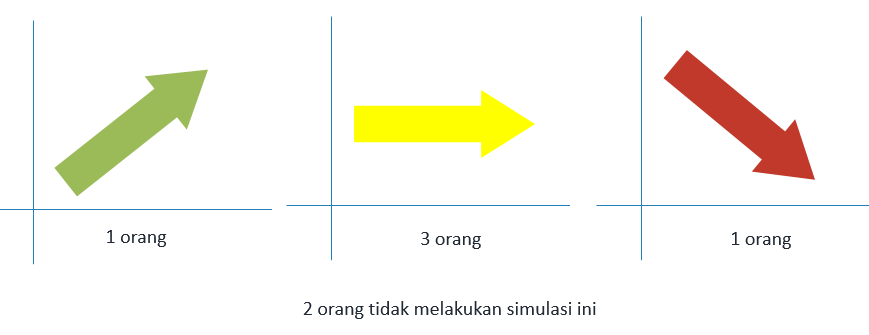 1 orang
3 orang
1 orang
2 orang tidak melakukan simulasi ini